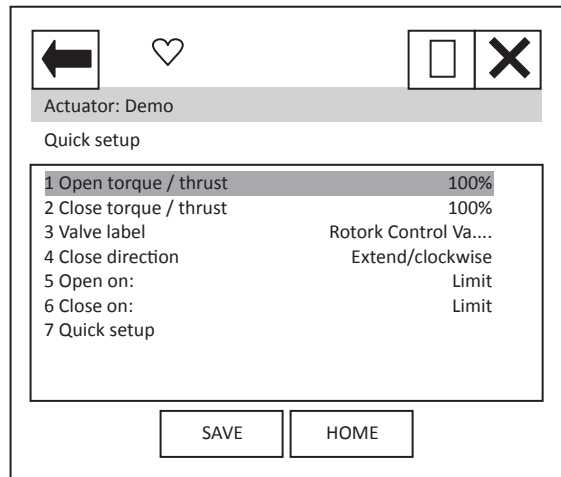 Actuator: Demo
Quick setup
1 Open torque / thrust 100%
2 Close torque / thrust 100%
3 Valve label Rotork Control Va....
4 Close direction Extend/clockwise
5 Open on: Limit
6 Close on: Limit
7 Quick setup
SAVE HOME